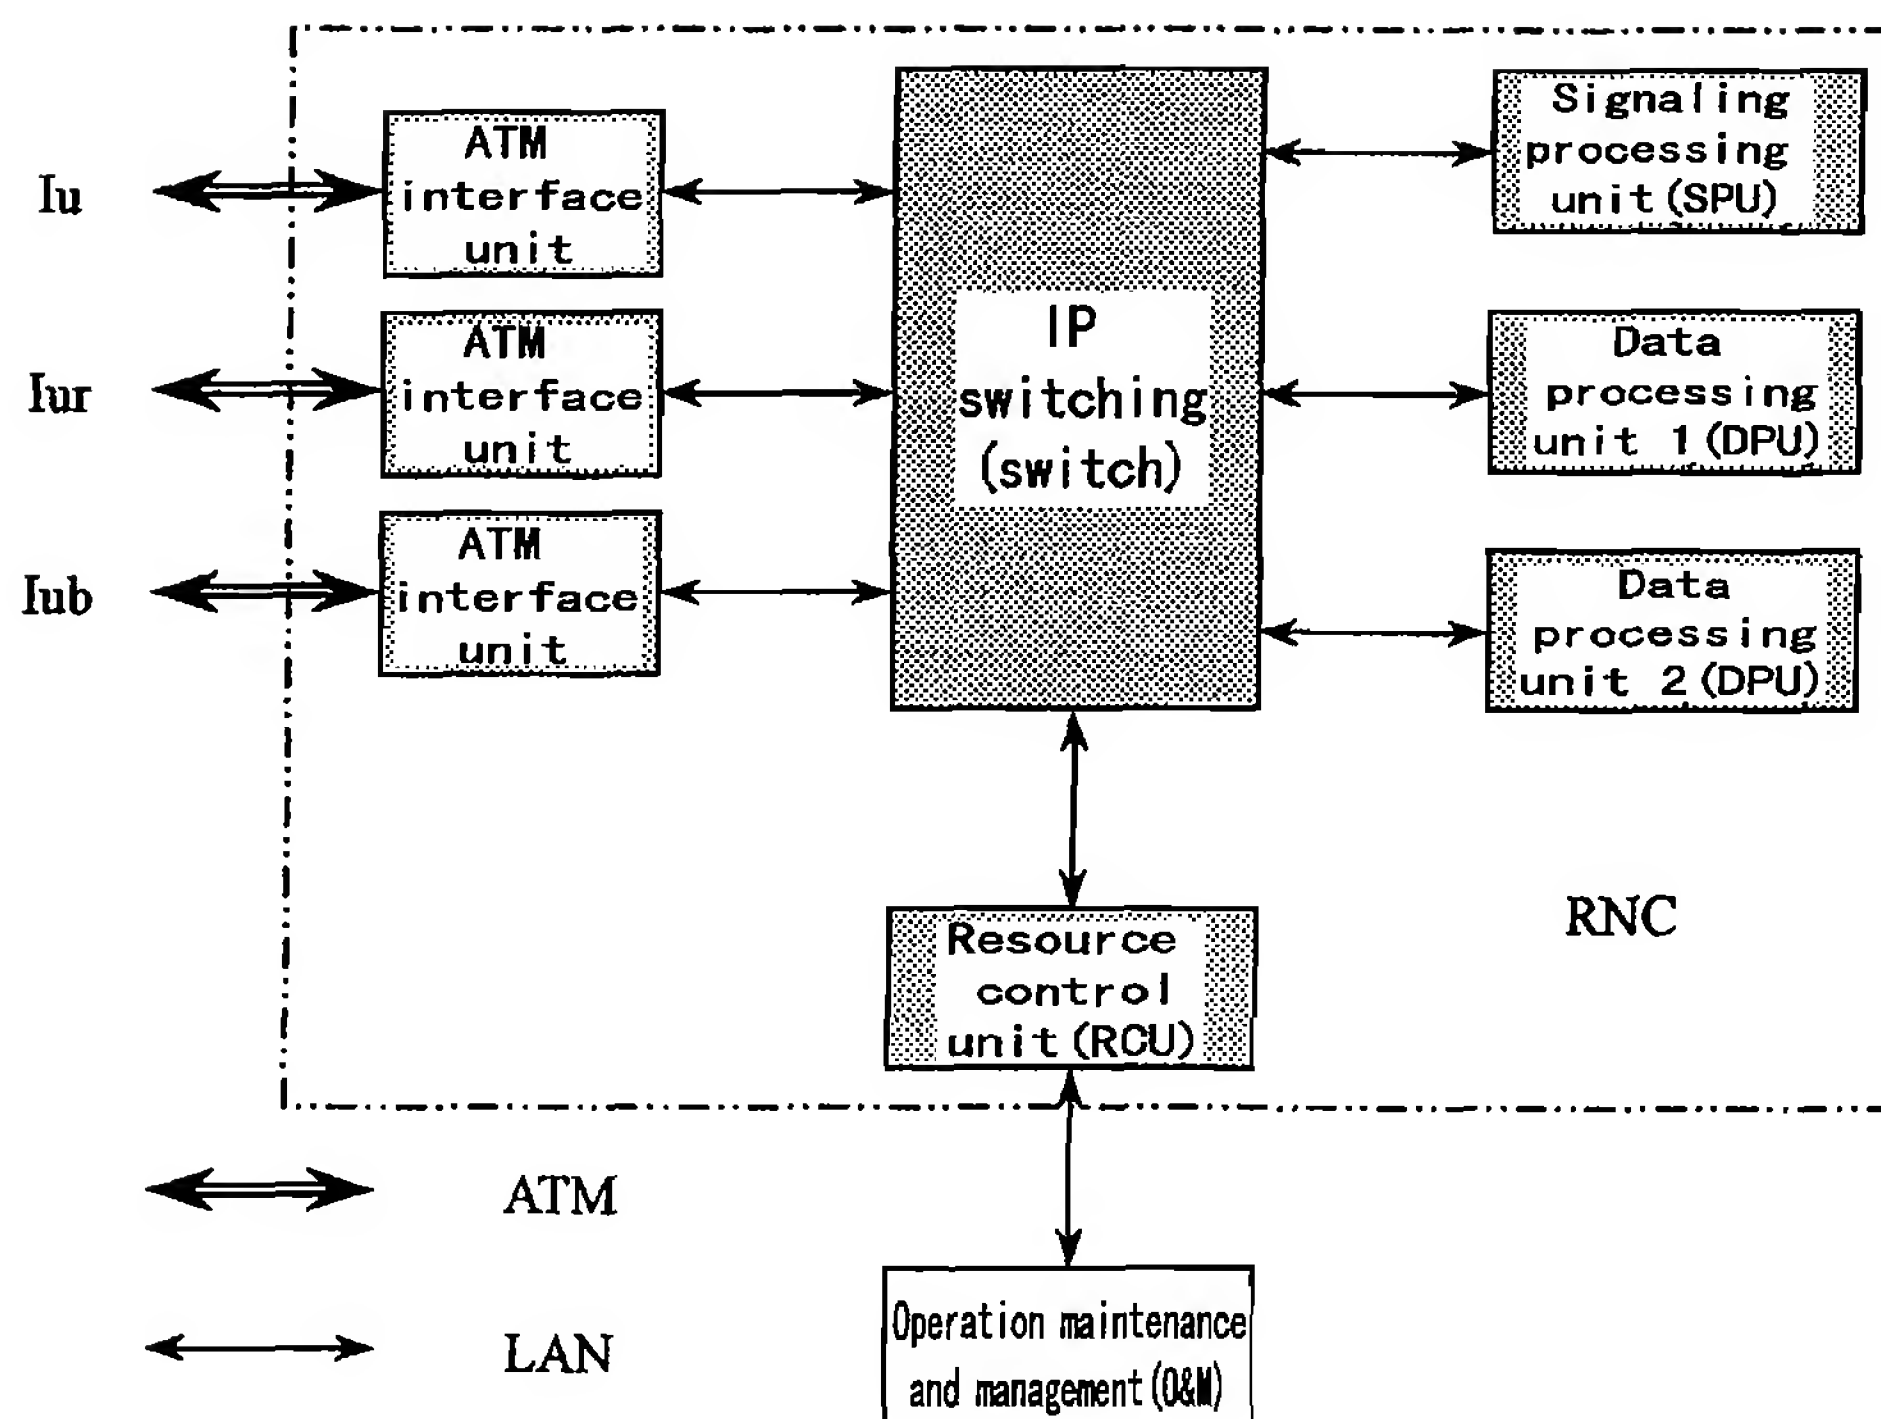 Iu
ATM
interface
unit
Iur
ATM
interface
unit
Iub
ATM
interface
unit
IP
switching
(switch)
Signaling
processing
unit(SPU)
Data
processing
unit 1(DPU)
Data
processing
unit 2(DPU)
Resource
control
unit(RCU)
RNC
ATM
LAN
Operation maintenance
and management(O&M)